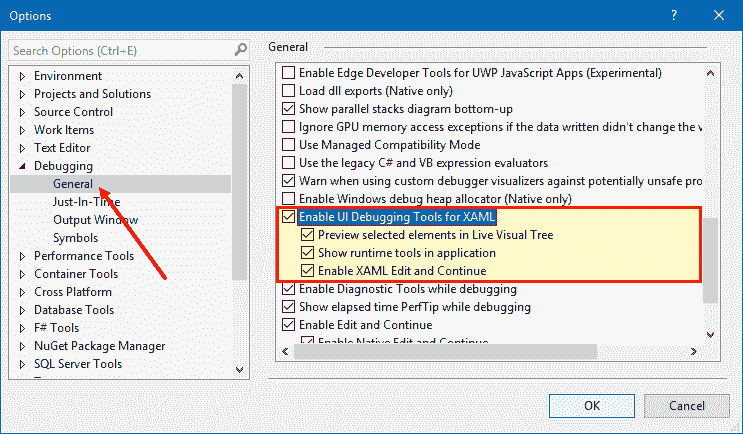 Options
Search Options (Ctrl+E)
Environment
Projects and Solutions
Source Control
Work Items
Text Editor
Debugging
General
Just-In-Time
Output Window
Symbols
Performance Tools
Container Tools
Cross Platform
Database Tools
F# Tools
NuGet Package Manager
SQL Server Tools
General
Enable Edge Developer Tools for UWP JavaScript Apps (Experimental)
Load dll exports (Native only)
Show parallel stacks diagram bottom-up
Ignore GPU memory access exceptions if the data written didn't change the v
Use Managed Compatibility Mode
Use the legacy C# and VB expression evaluators
Warn when using custom debugger visualizers against potentially unsafe pro
Enable Windows debug heap allocator (Native only)
Enable UI Debugging Tools for XAML
Preview selected elements in Live Visual Tree
Show runtime tools in application
Enable XAML Edit and Continue
Enable Diagnostic Tools while debugging
Show elapsed time PerfTip while debugging
Enable Edit and Continue
Enable Native Edit and Continue
OK
Cancel